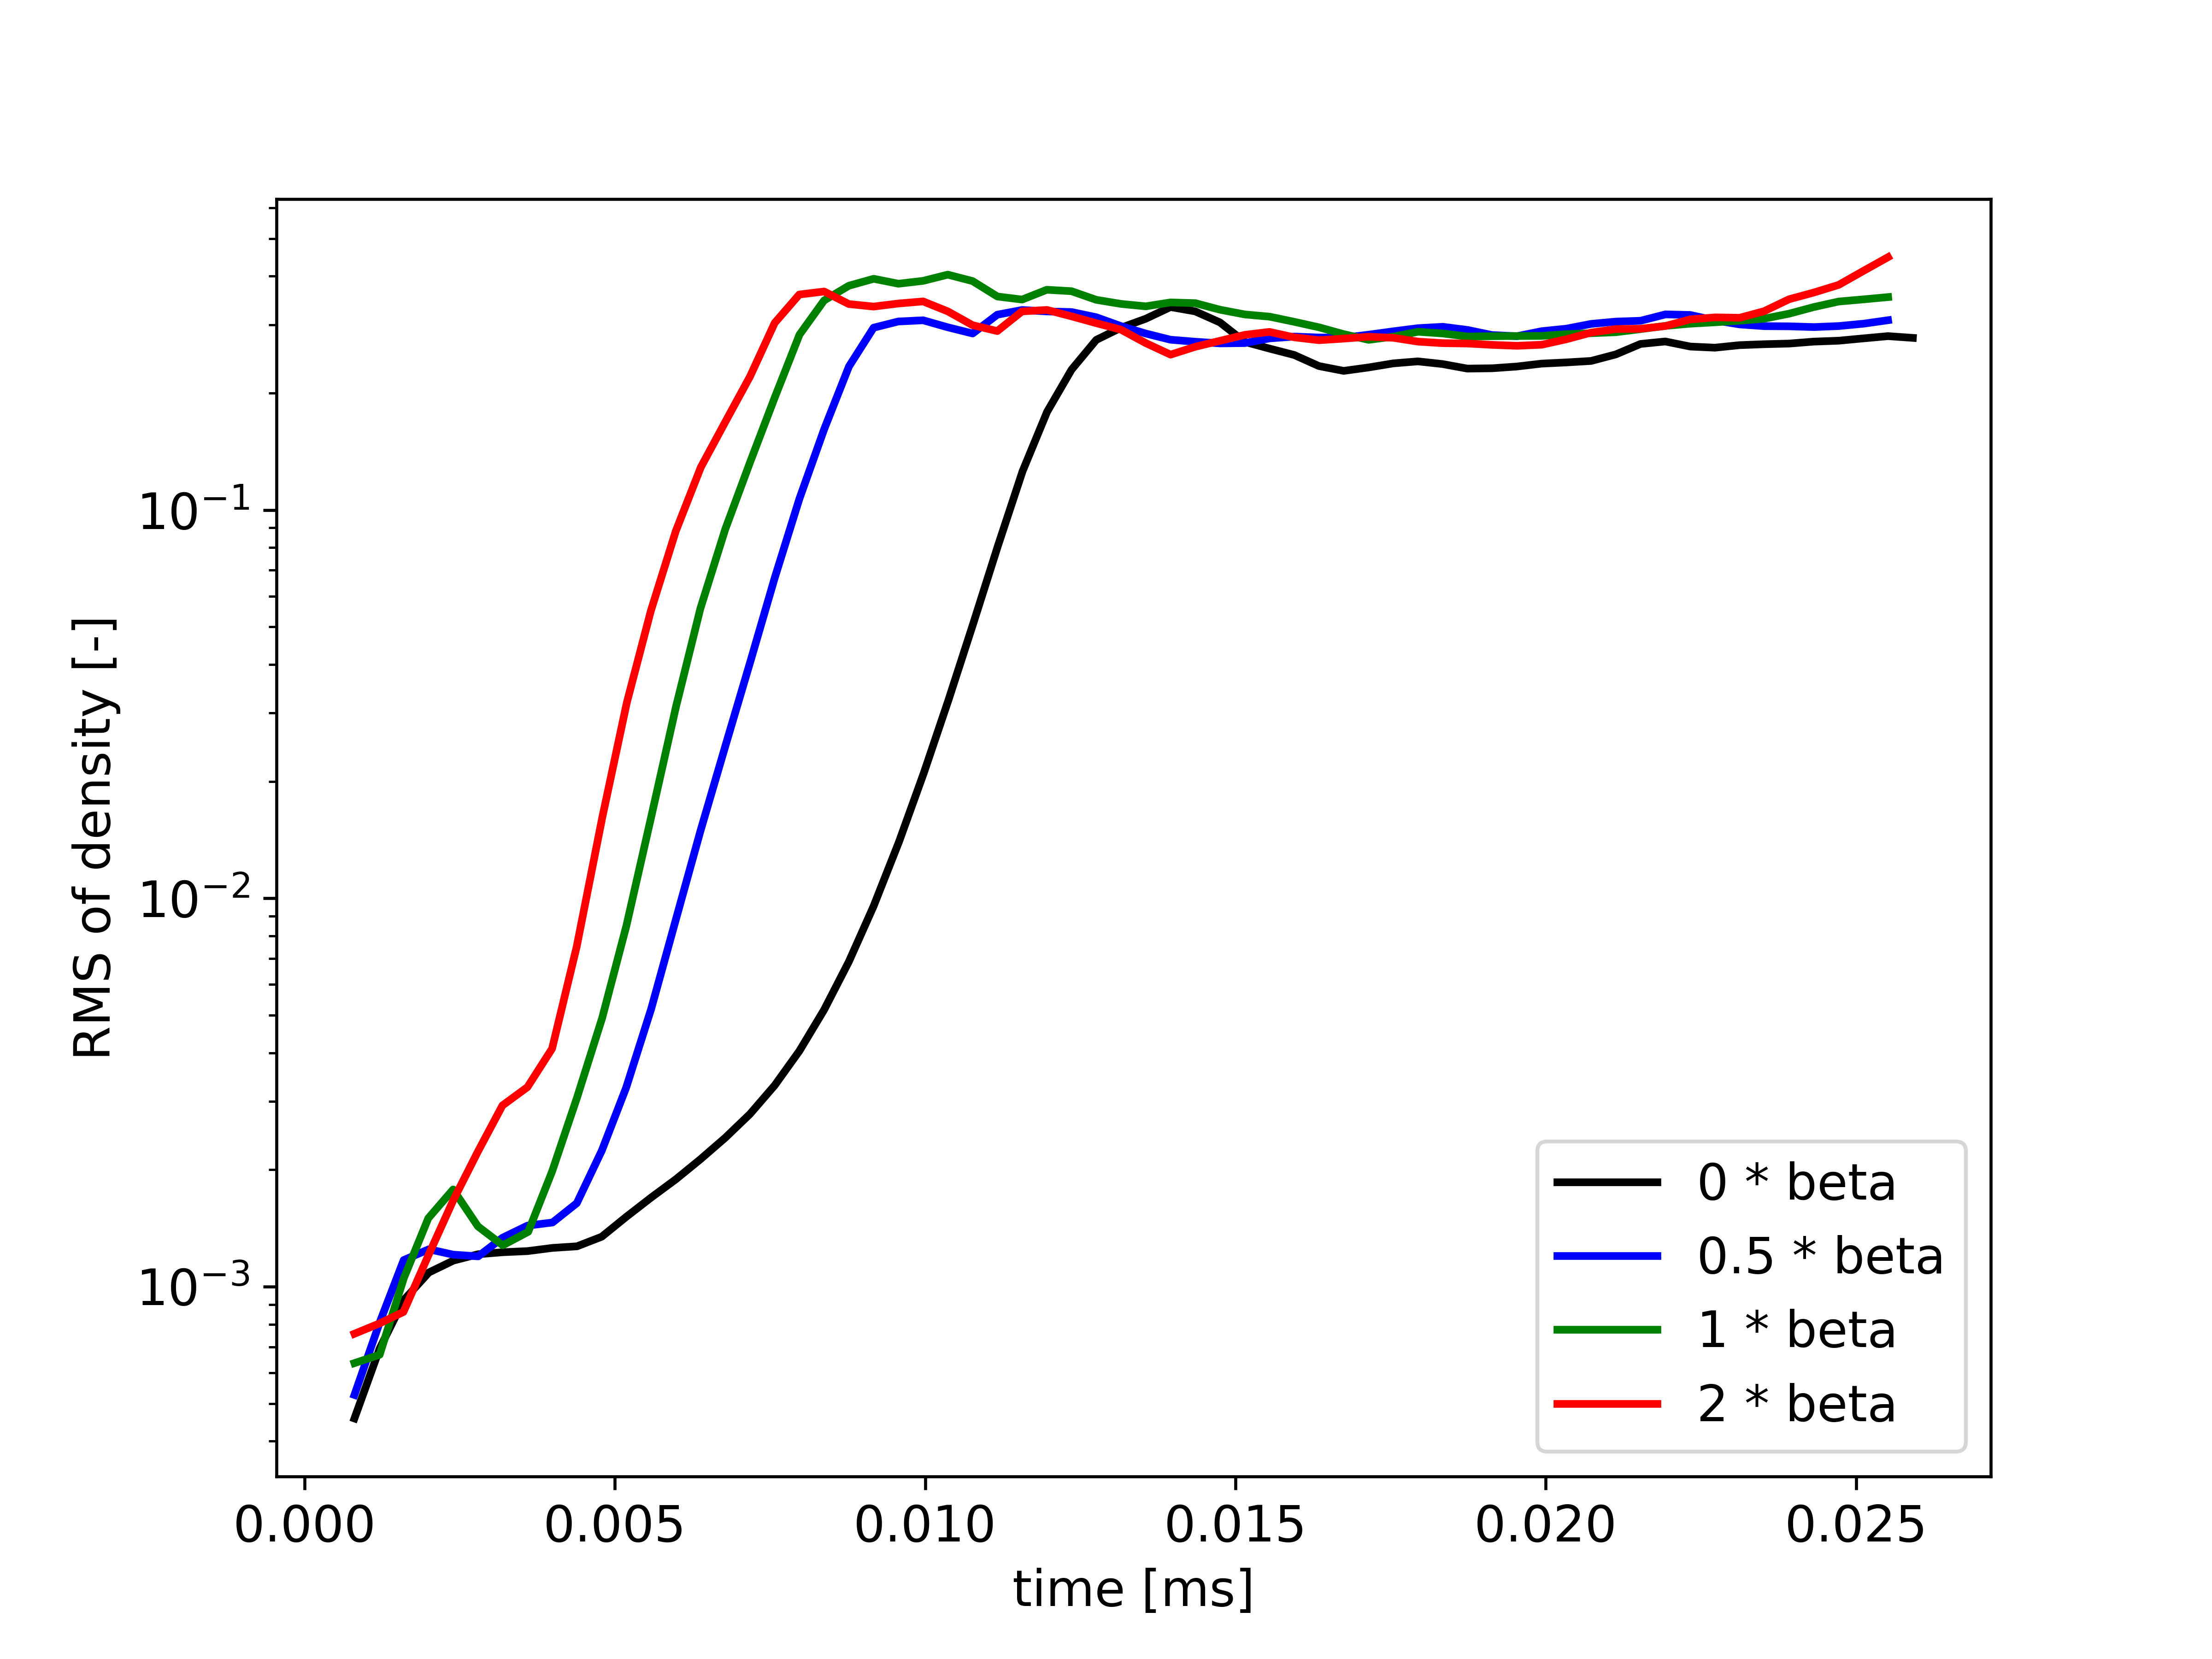 RMS of density [-]
10⁻¹
10⁻²
10⁻³
0.000 0.005 0.010 0.015 0.020 0.025
time [ms]
0 * beta
0.5 * beta
1 * beta
2 * beta